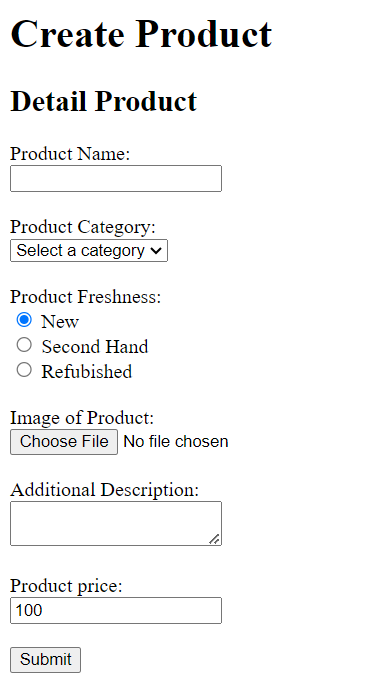 Create Product
Detail Product
Product Name:
Product Category:
Select a category
Product Freshness:
New
Second Hand
Refubished
Image of Product:
Choose File No file chosen
Additional Description:
Product price:
100
Submit